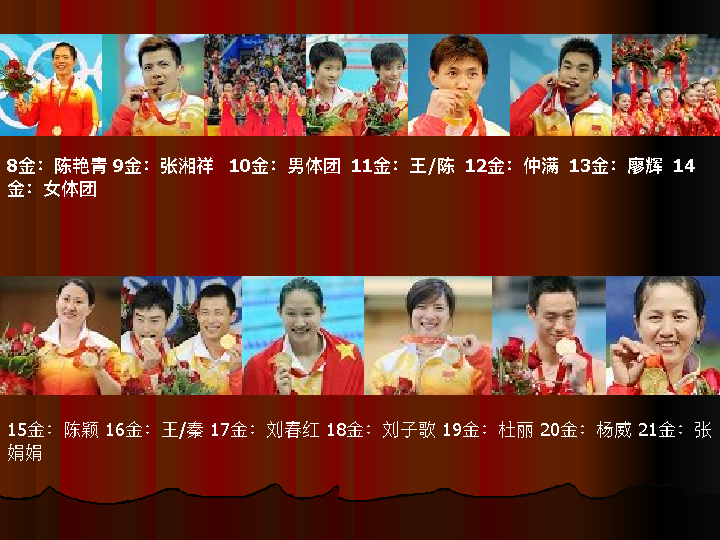 8金：陈艳青 9金：张湘祥 10金：男体团 11金：王/陈 12金：仲满 13金：廖辉 14
金：女体团
15金：陈颖 16金：王/秦 17金：刘春红 18金：刘子歌 19金：杜丽 20金：杨威 21金：张
娟娟